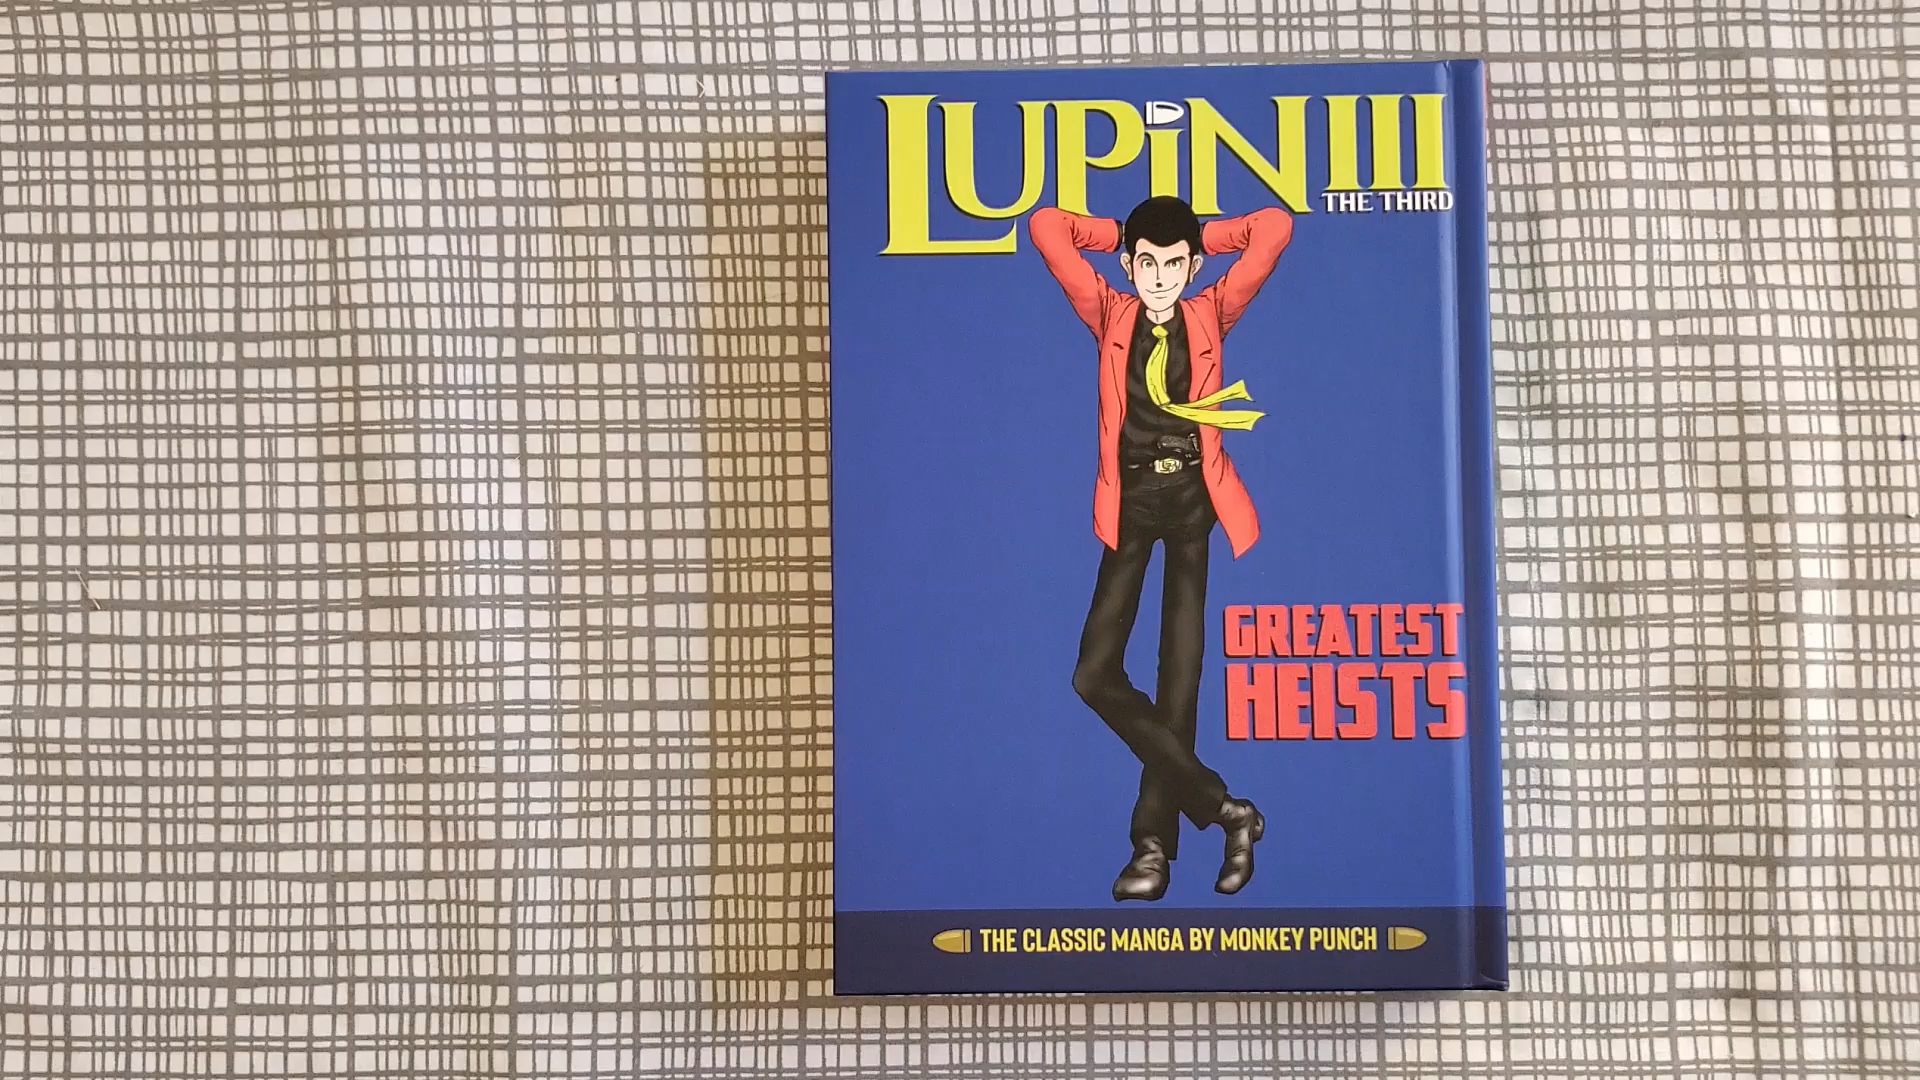 LUPiN III
THE THIRD
GREATEST
HEISTS
THE CLASSIC MANGA BY MONKEY PUNCH